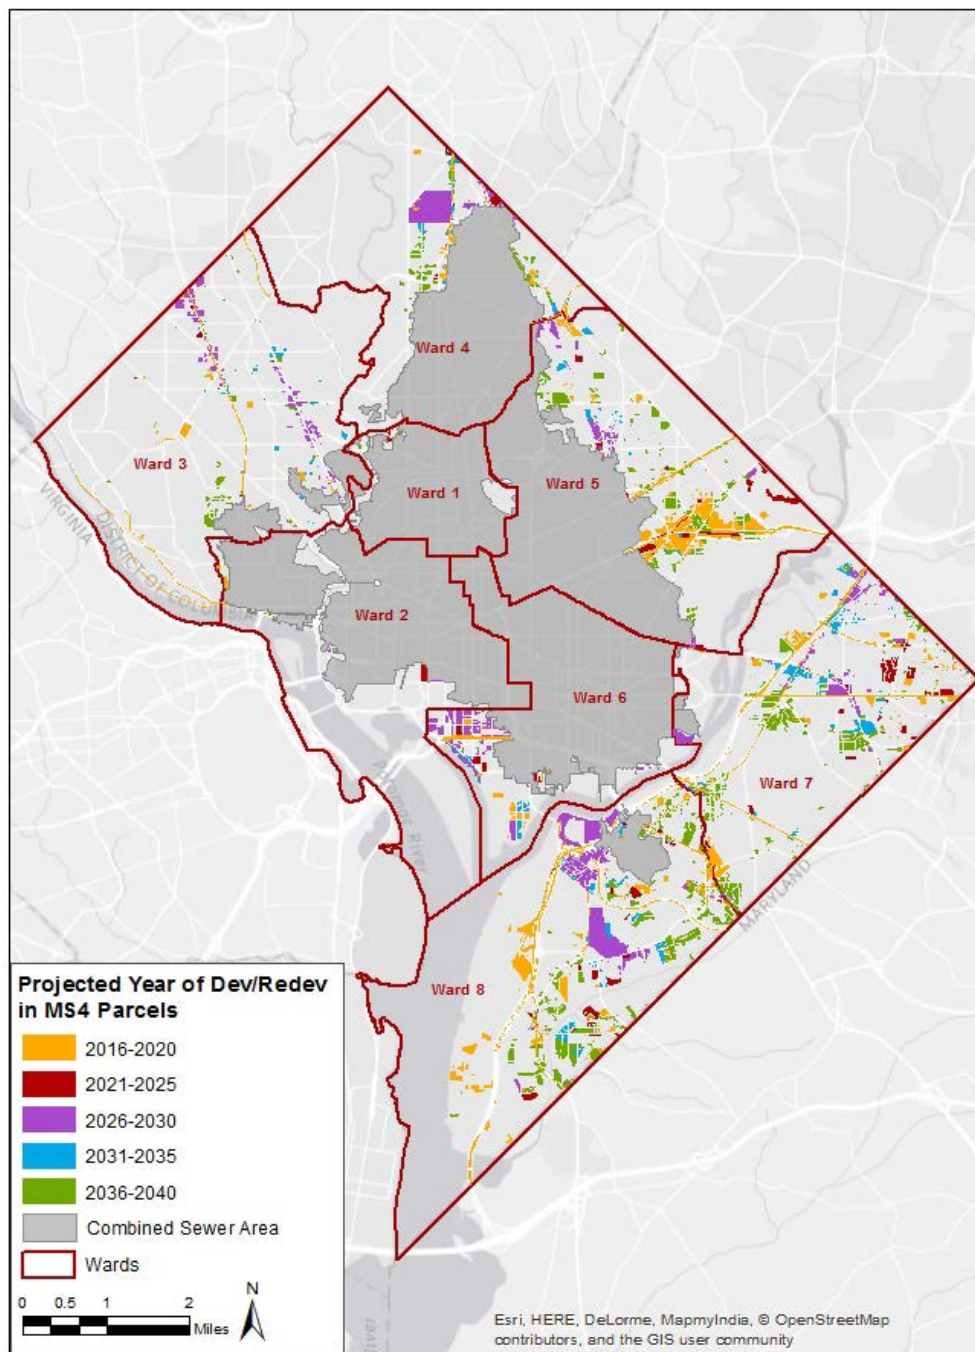 Ward 4
Ward 3
Ward 1
Ward 5
VIRGINIA
DISTRICT OF COLUMBIA
Ward 2
Ward 6
Potomac River
Ward 7
MARYLAND
Ward 8
Projected Year of Dev/Redev
in MS4 Parcels
2016-2020
2021-2025
2026-2030
2031-2035
2036-2040
Combined Sewer Area
Wards
N
0 0.5 1 2
Miles
River
Esri, HERE, DeLorme, MapmyIndia, © OpenStreetMap
contributors, and the GIS user community